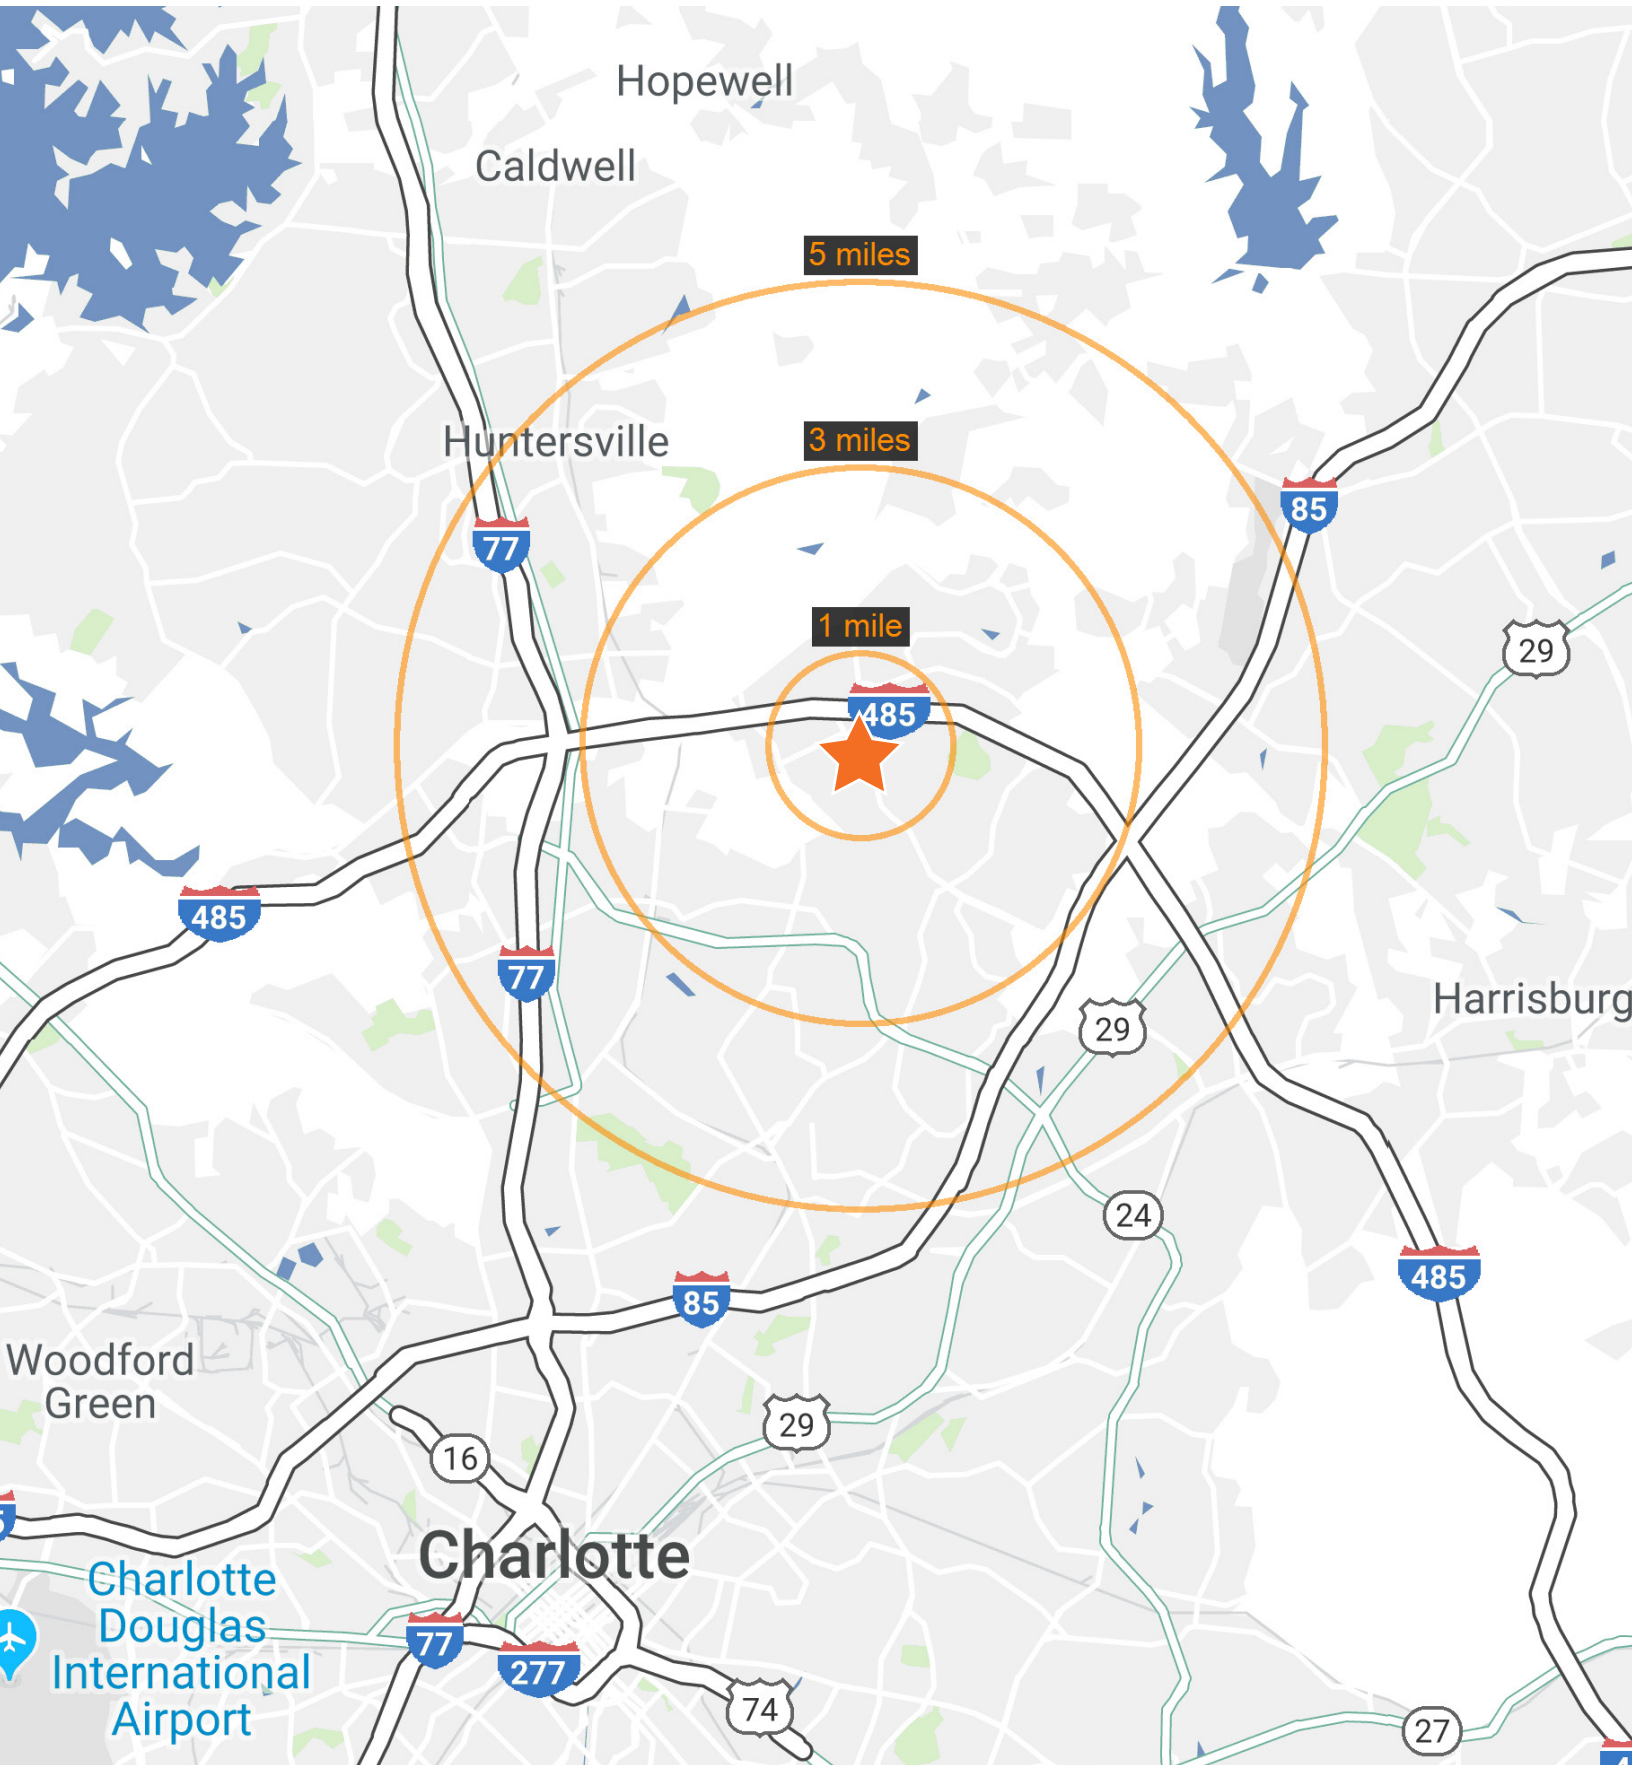 Hopewell
Caldwell
5 miles
Huntersville
3 miles
85
77
1 mile
29
485
485
77
Harrisburg
29
24
485
85
Woodford
Green
29
16
Charlotte
Charlotte
Douglas
International
Airport
77
277
74
27